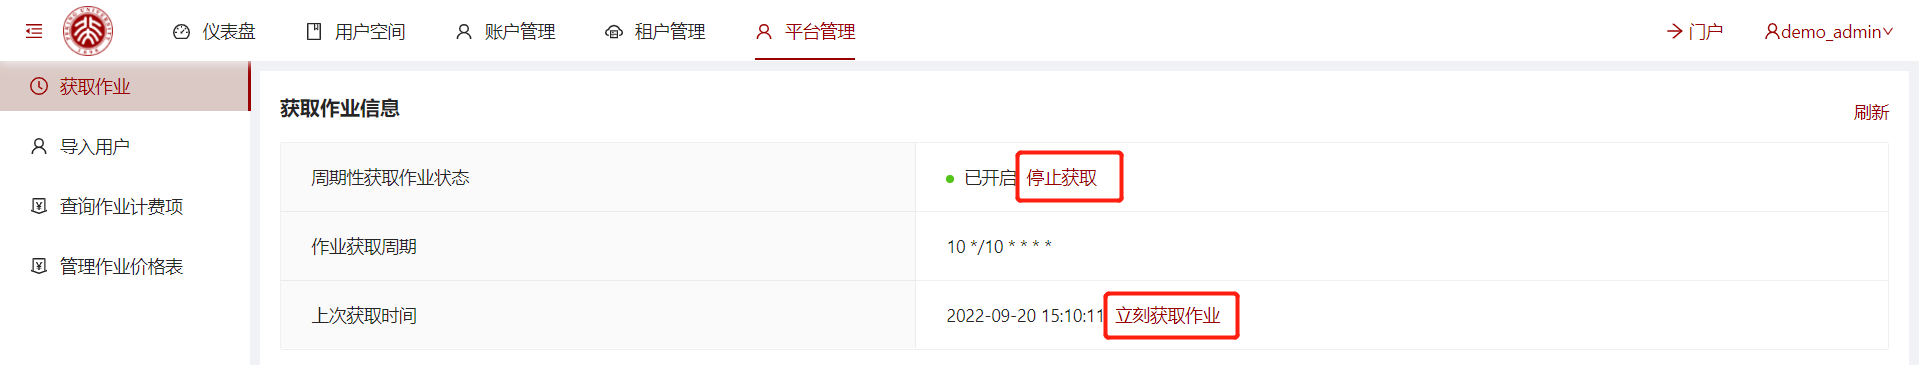 仪表盘 用户空间 账户管理 租户管理 平台管理 门户 demo_admin
获取作业
导入用户
查询作业计费项
管理作业价格表
获取作业信息
刷新
周期性获取作业状态 已开启 停止获取
作业获取周期 10 */10 * * * *
上次获取时间 2022-09-20 15:10:11 立刻获取作业